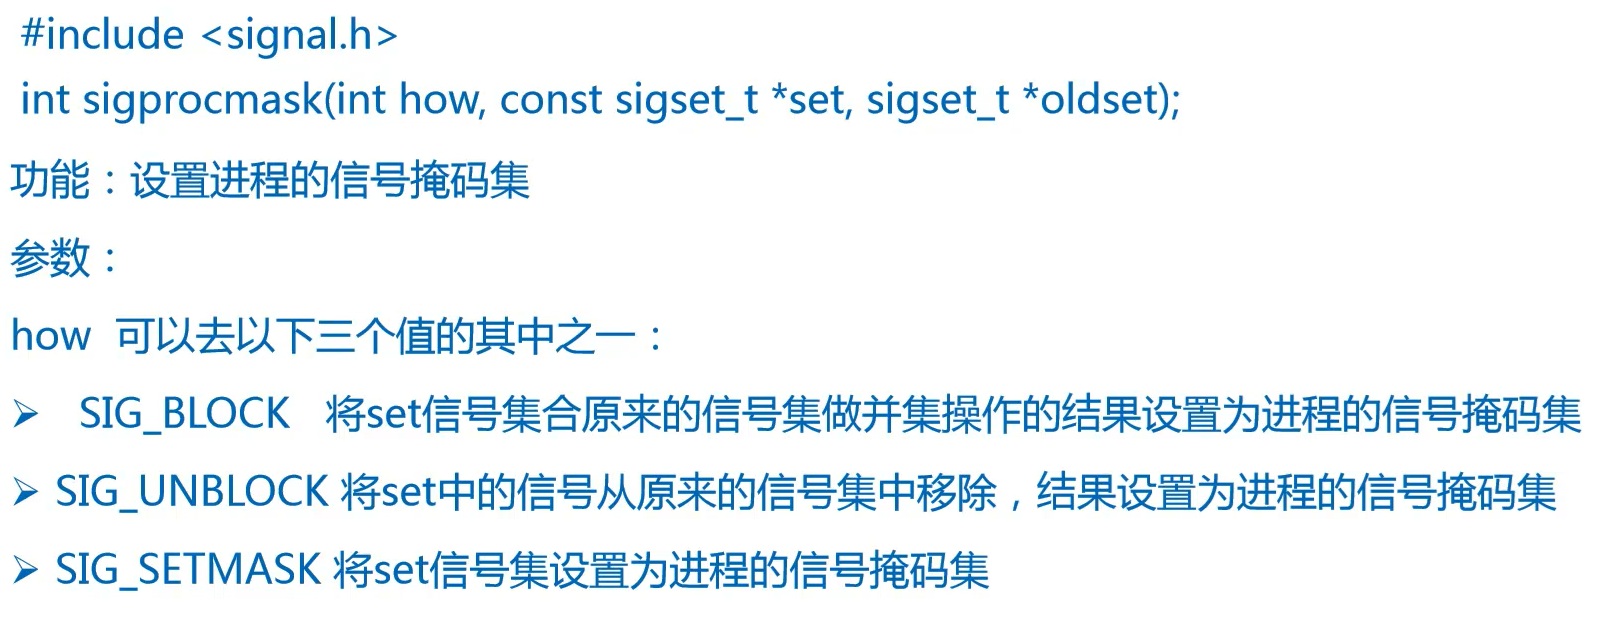 #include <signal.h>
int sigprocmask(int how, const sigset_t *set, sigset_t *oldset);
功能：设置进程的信号掩码集
参数：
how 可以去以下三个值的其中之一：
➢ SIG_BLOCK 将set信号集合原来的信号集做并集操作的结果设置为进程的信号掩码集
➢ SIG_UNBLOCK 将set中的信号从原来的信号集中移除，结果设置为进程的信号掩码集
➢ SIG_SETMASK 将set信号集设置为进程的信号掩码集